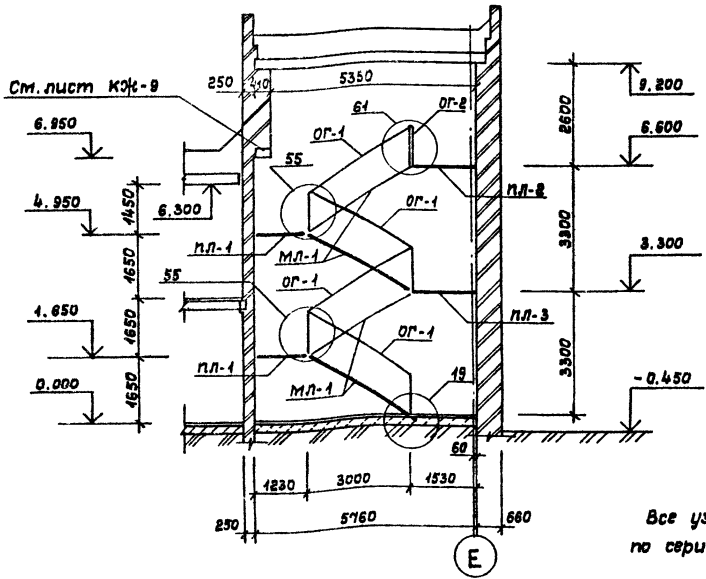 См. лист КЖ-9
250
410
5350
6.950
4.950
1.650
0.000
1450
1650
1650
1650
6.300
55
55
61
ОГ-1
ОГ-2
ОГ-1
ПЛ-1
МЛ-1
ПЛ-2
ОГ-1
ПЛ-3
ОГ-1
ПЛ-1
МЛ-1
19
9.200
6.600
3.300
-0.450
2600
3300
3300
60
1230
3000
1530
250
5760
660
Е
Все уз
по сери